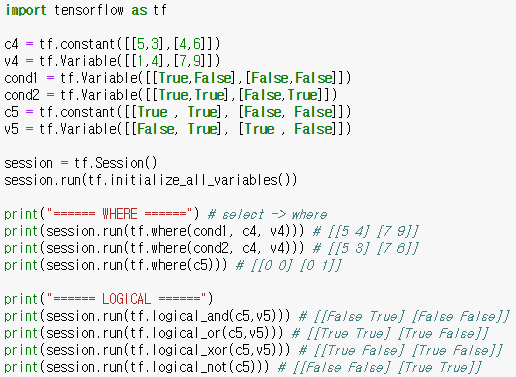 import tensorflow as tf
c4 = tf.constant([[5,3],[4,6]])
v4 = tf.Variable([[1,4],[7,9]])
cond1 = tf.Variable([[True,False],[False,False]])
cond2 = tf.Variable([[True,True],[False,True]])
c5 = tf.constant([[True , True], [False, False]])
v5 = tf.Variable([[False, True], [True , False]])
session = tf.Session()
session.run(tf.initialize_all_variables())
print("====== WHERE ======") # select -> where
print(session.run(tf.where(cond1, c4, v4))) # [[5 4] [7 9]]
print(session.run(tf.where(cond2, c4, v4))) # [[5 3] [7 6]]
print(session.run(tf.where(c5))) # [[0 0] [0 1]]
print("====== LOGICAL ======")
print(session.run(tf.logical_and(c5,v5))) # [[False True] [False False]]
print(session.run(tf.logical_or(c5,v5))) # [[True True] [True False]]
print(session.run(tf.logical_xor(c5,v5))) # [[True False] [True False]]
print(session.run(tf.logical_not(c5))) # [[False False] [True True]]